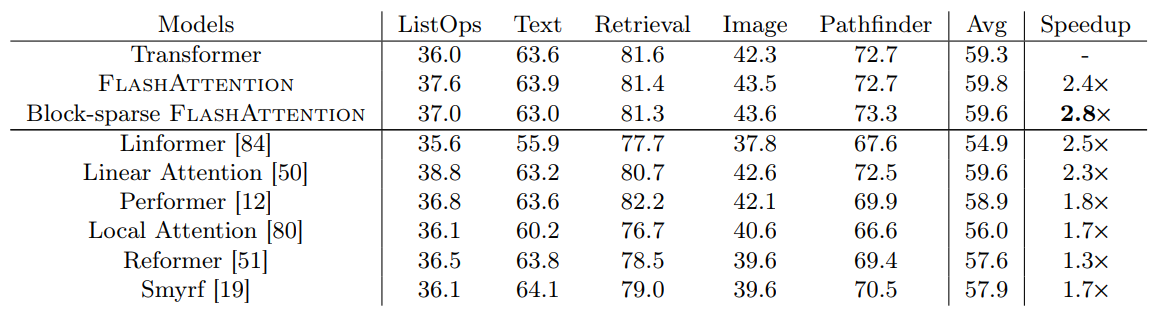 Models ListOps Text Retrieval Image Pathfinder Avg Speedup
Transformer 36.0 63.6 81.6 42.3 72.7 59.3 -
FLASHATTENTION 37.6 63.9 81.4 43.5 72.7 59.8 2.4×
Block-sparse FLASHATTENTION 37.0 63.0 81.3 43.6 73.3 59.6 2.8×
Linformer [84] 35.6 55.9 77.7 37.8 67.6 54.9 2.5×
Linear Attention [50] 38.8 63.2 80.7 42.6 72.5 59.6 2.3×
Performer [12] 36.8 63.6 82.2 42.1 69.9 58.9 1.8×
Local Attention [80] 36.1 60.2 76.7 40.6 66.6 56.0 1.7×
Reformer [51] 36.5 63.8 78.5 39.6 69.4 57.6 1.3×
Smyrf [19] 36.1 64.1 79.0 39.6 70.5 57.9 1.7×